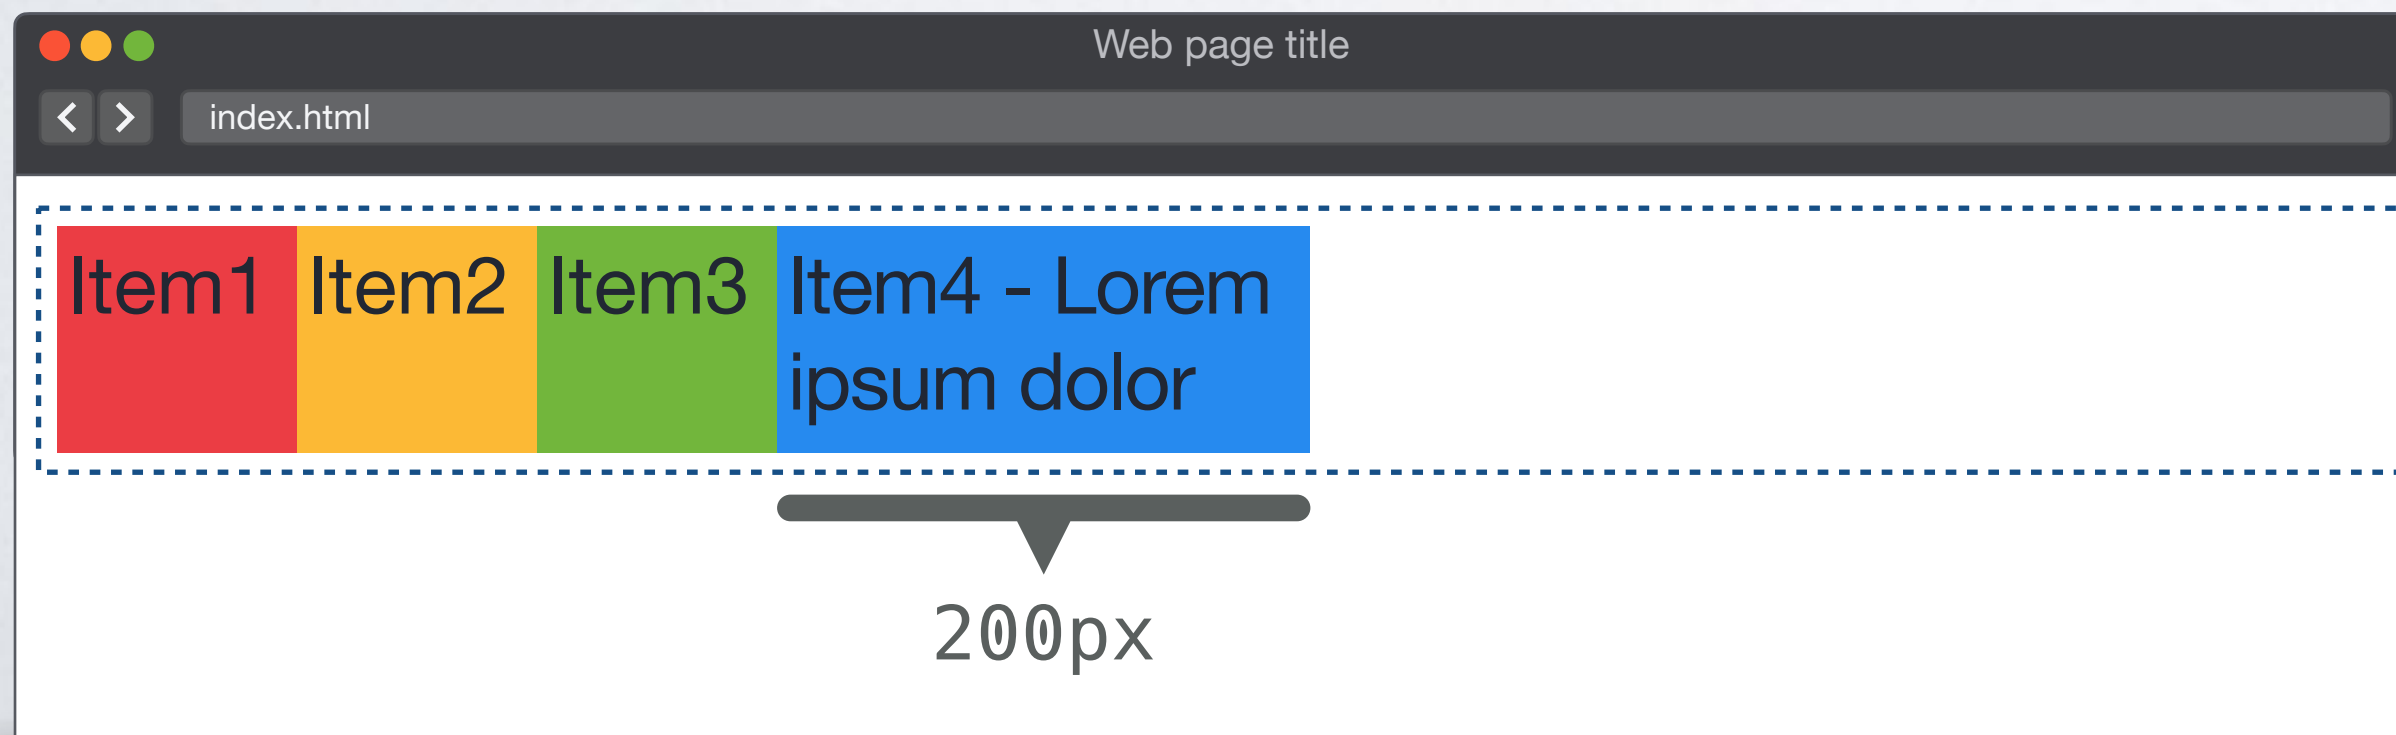 Web page title
index.html
Item1 Item2 Item3 Item4 - Lorem
ipsum dolor
200px